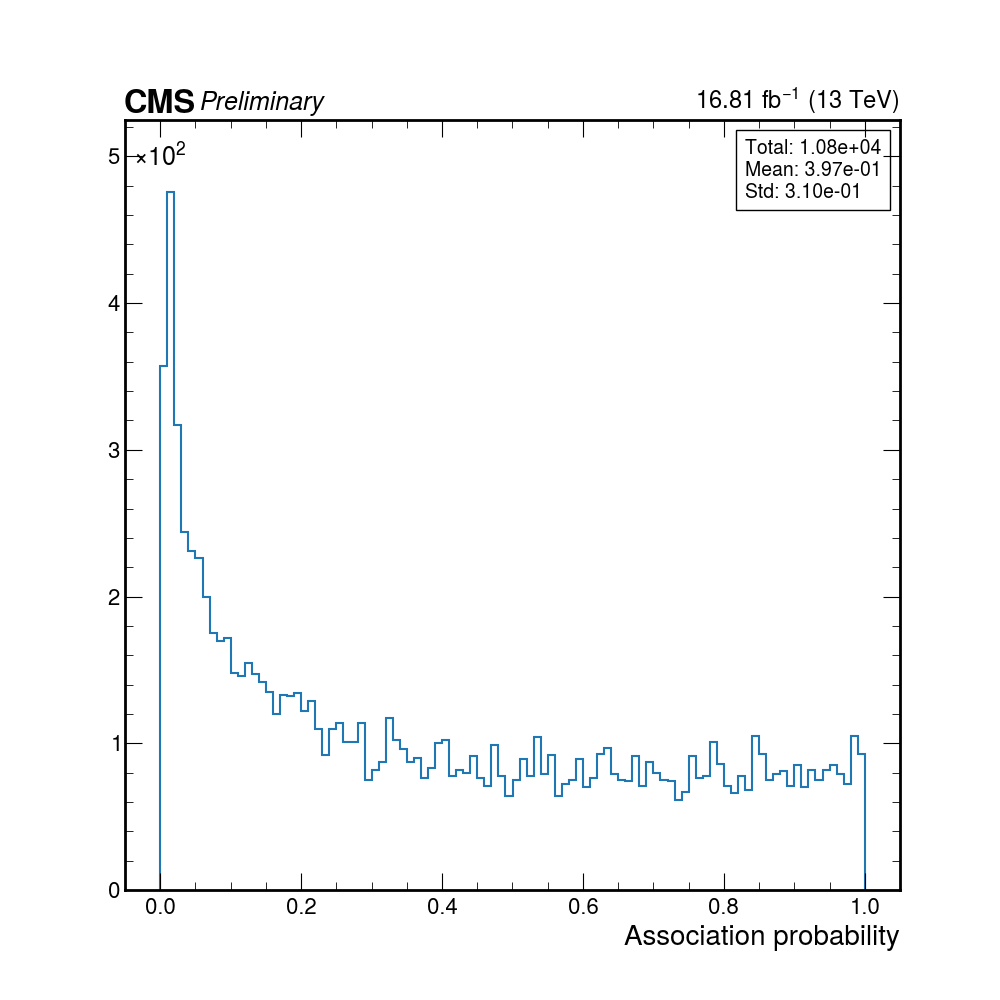 CMS Preliminary
16.81 fb⁻¹ (13 TeV)
×10²
Total: 1.08e+04
Mean: 3.97e-01
Std: 3.10e-01
5
4
3
2
1
0
0.0 0.2 0.4 0.6 0.8 1.0
Association probability